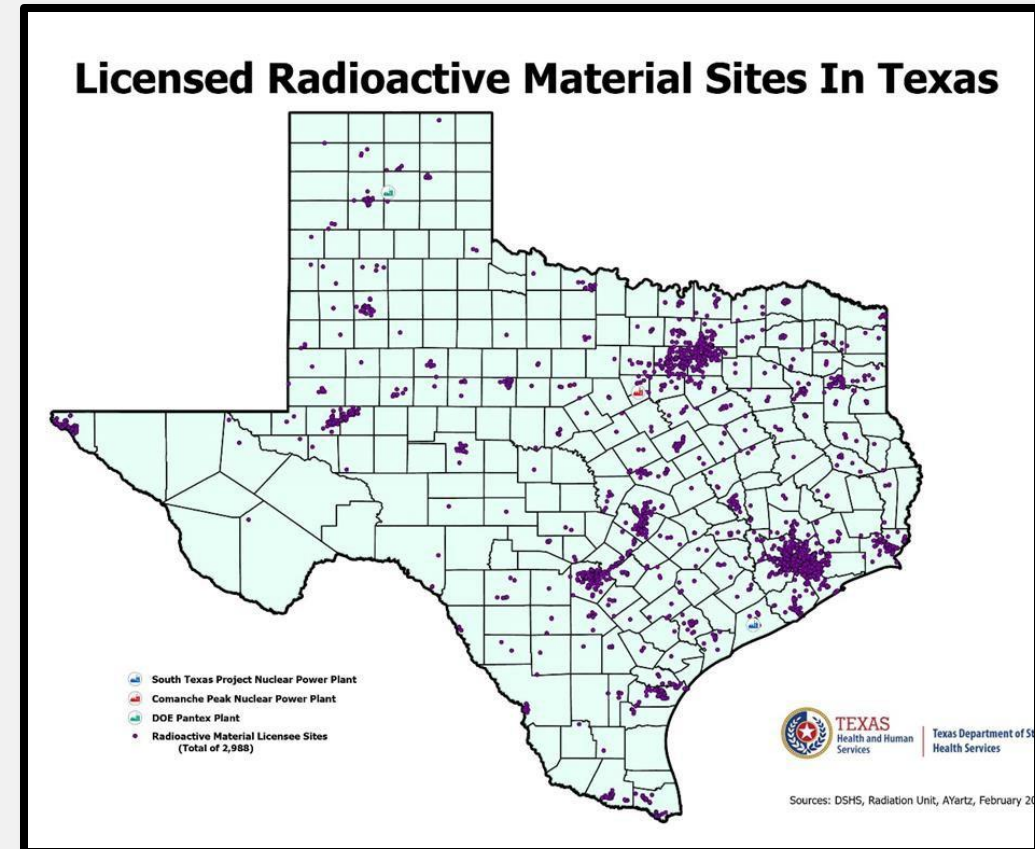 Licensed Radioactive Material Sites In Texas
South Texas Project Nuclear Power Plant
Comanche Peak Nuclear Power Plant
DOE Pantex Plant
Radioactive Material Licensee Sites
(Total of 2,988)
TEXAS
Health and Human
Services
Texas Department of St
Health Services
Sources: DSHS, Radiation Unit, AYartz, February 20